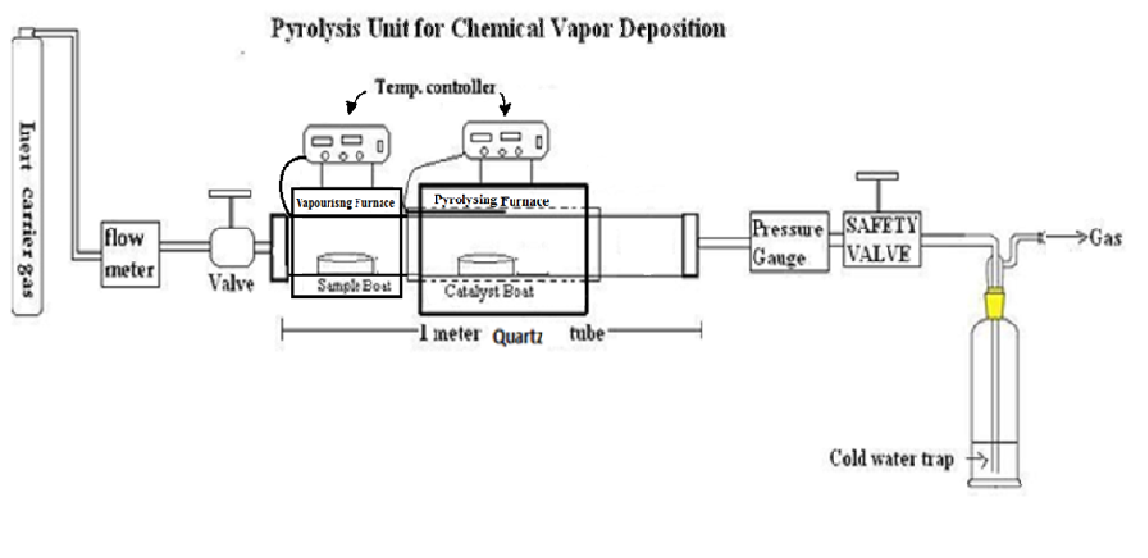 Pyrolysis Unit for Chemical Vapor Deposition
Temp. controller
Inert carrier gas
Vapourisng Furnace
Pyrolysing Furnace
flow
meter
Valve
Sample Boat
Catalyst Boat
1 meter Quartz tube
Pressure
Gauge
SAFETY
VALVE
Gas
Cold water trap